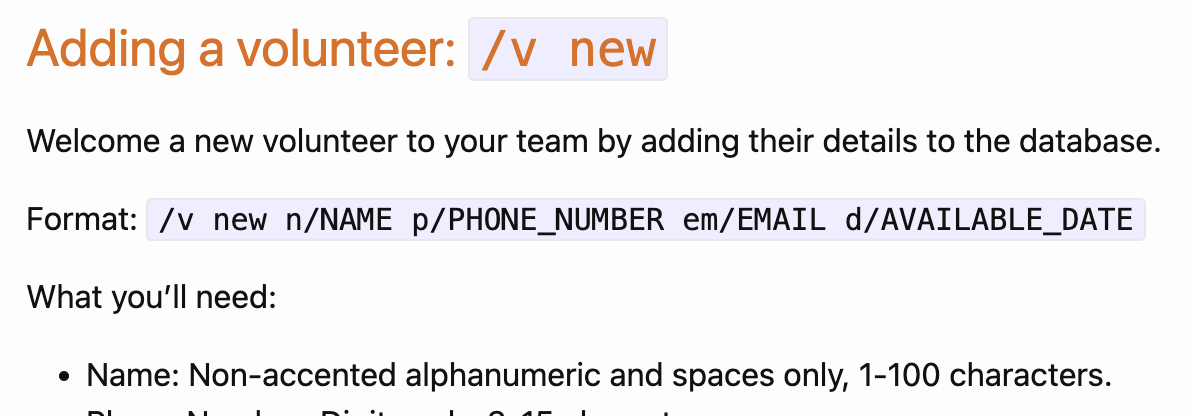 Adding a volunteer: /v new
Welcome a new volunteer to your team by adding their details to the database.
Format: /v new n/NAME p/PHONE_NUMBER em/EMAIL d/AVAILABLE_DATE
What you’ll need:
• Name: Non-accented alphanumeric and spaces only, 1-100 characters.